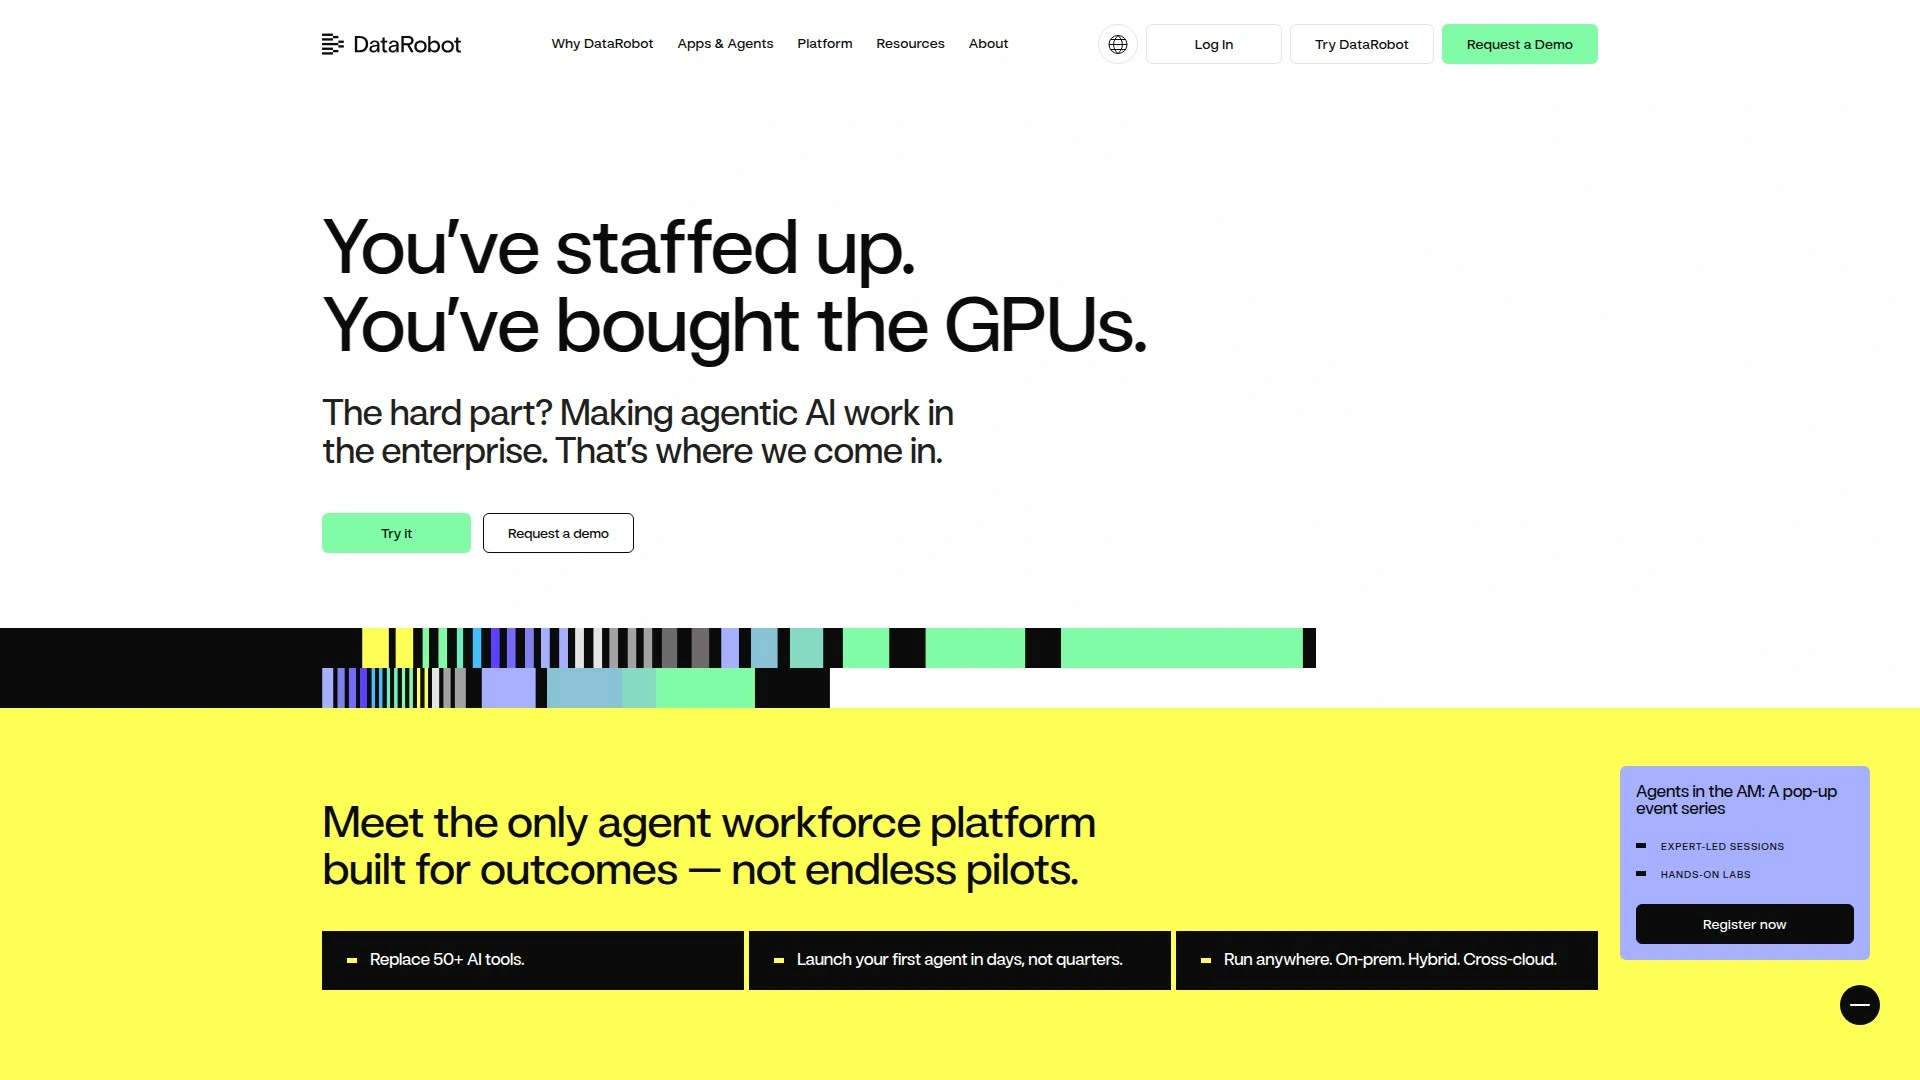 DataRobot
Why DataRobot
Apps & Agents
Platform
Resources
About
Log In
Try DataRobot
Request a Demo
You’ve staffed up.
You’ve bought the GPUs.
The hard part? Making agentic AI work in
the enterprise. That’s where we come in.
Try it
Request a demo
Meet the only agent workforce platform
built for outcomes — not endless pilots.
Replace 50+ AI tools.
Launch your first agent in days, not quarters.
Run anywhere. On-prem. Hybrid. Cross-cloud.
Agents in the AM: A pop-up
event series
EXPERT-LED SESSIONS
HANDS-ON LABS
Register now